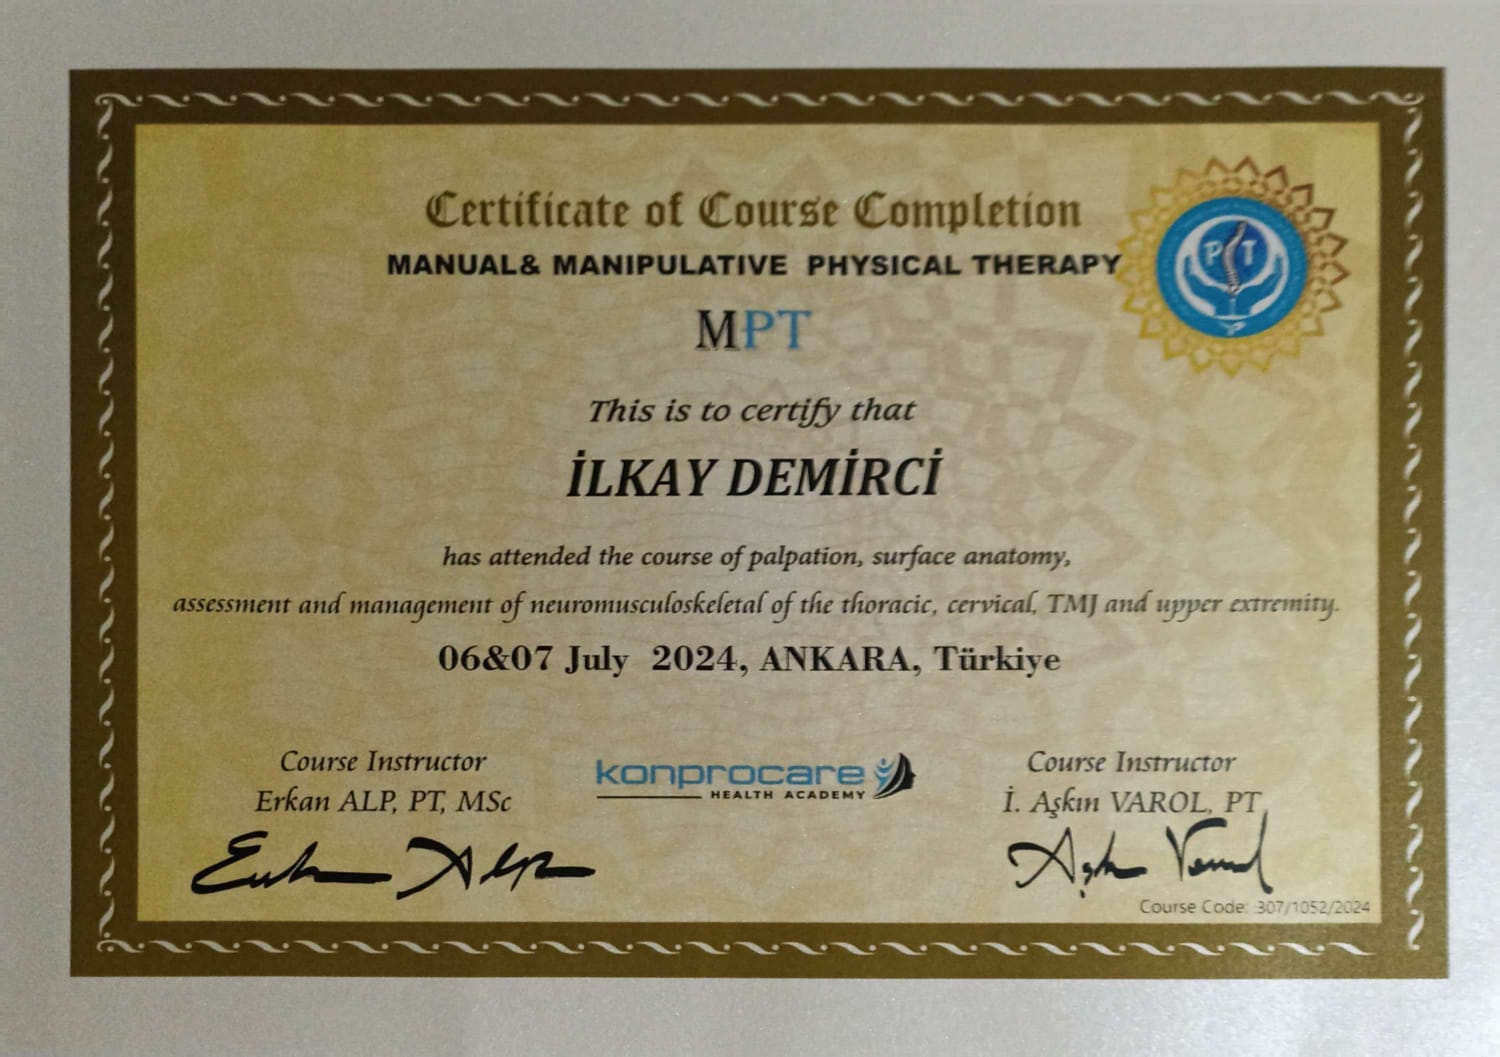 Certificate of Course Completion
MANUAL& MANIPULATIVE PHYSICAL THERAPY
PT
MPT
This is to certify that
İLKAY DEMİRCİ
has attended the course of palpation, surface anatomy,
assessment and management of neuromusculoskeletal of the thoracic, cervical, TMJ and upper extremity.
06&07 July 2024, ANKARA, Türkiye
Course Instructor
Erkan ALP, PT, MSc
konprocare
HEALTH ACADEMY
Course Instructor
İ. Aşkın VAROL, PT
Erkan Alp
Aşkın Varol
Course Code: 307/1052/2024